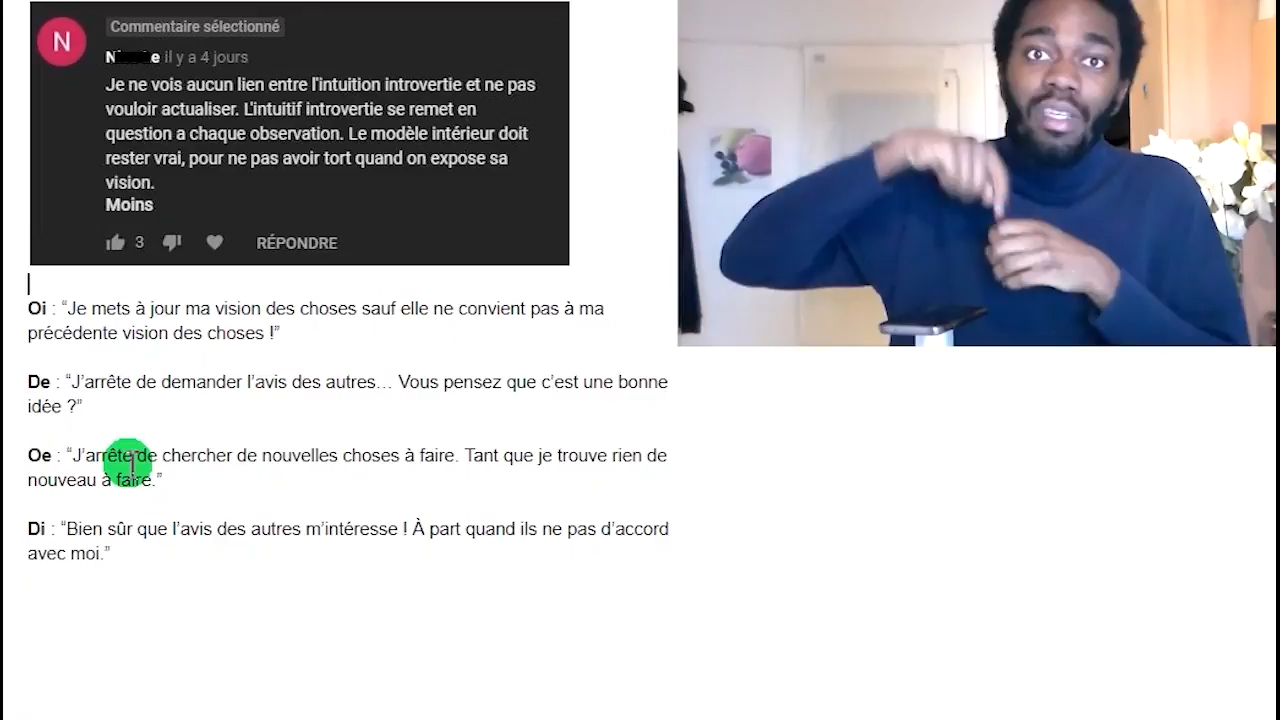 N
Commentaire sélectionné
il y a 4 jours
Je ne vois aucun lien entre l'intuition introvertie et ne pas
vouloir actualiser. L'intuitif introvertie se remet en
question a chaque observation. Le modèle intérieur doit
rester vrai, pour ne pas avoir tort quand on expose sa
vision.
Moins
3 RÉPONDRE
Oi : “Je mets à jour ma vision des choses sauf elle ne convient pas à ma
précédente vision des choses !”
De : “J’arrête de demander l’avis des autres… Vous pensez que c’est une bonne
idée ?”
Oe : “J’arrête de chercher de nouvelles choses à faire. Tant que je trouve rien de
nouveau à faire.”
Di : “Bien sûr que l’avis des autres m’intéresse ! À part quand ils ne pas d’accord
avec moi.”